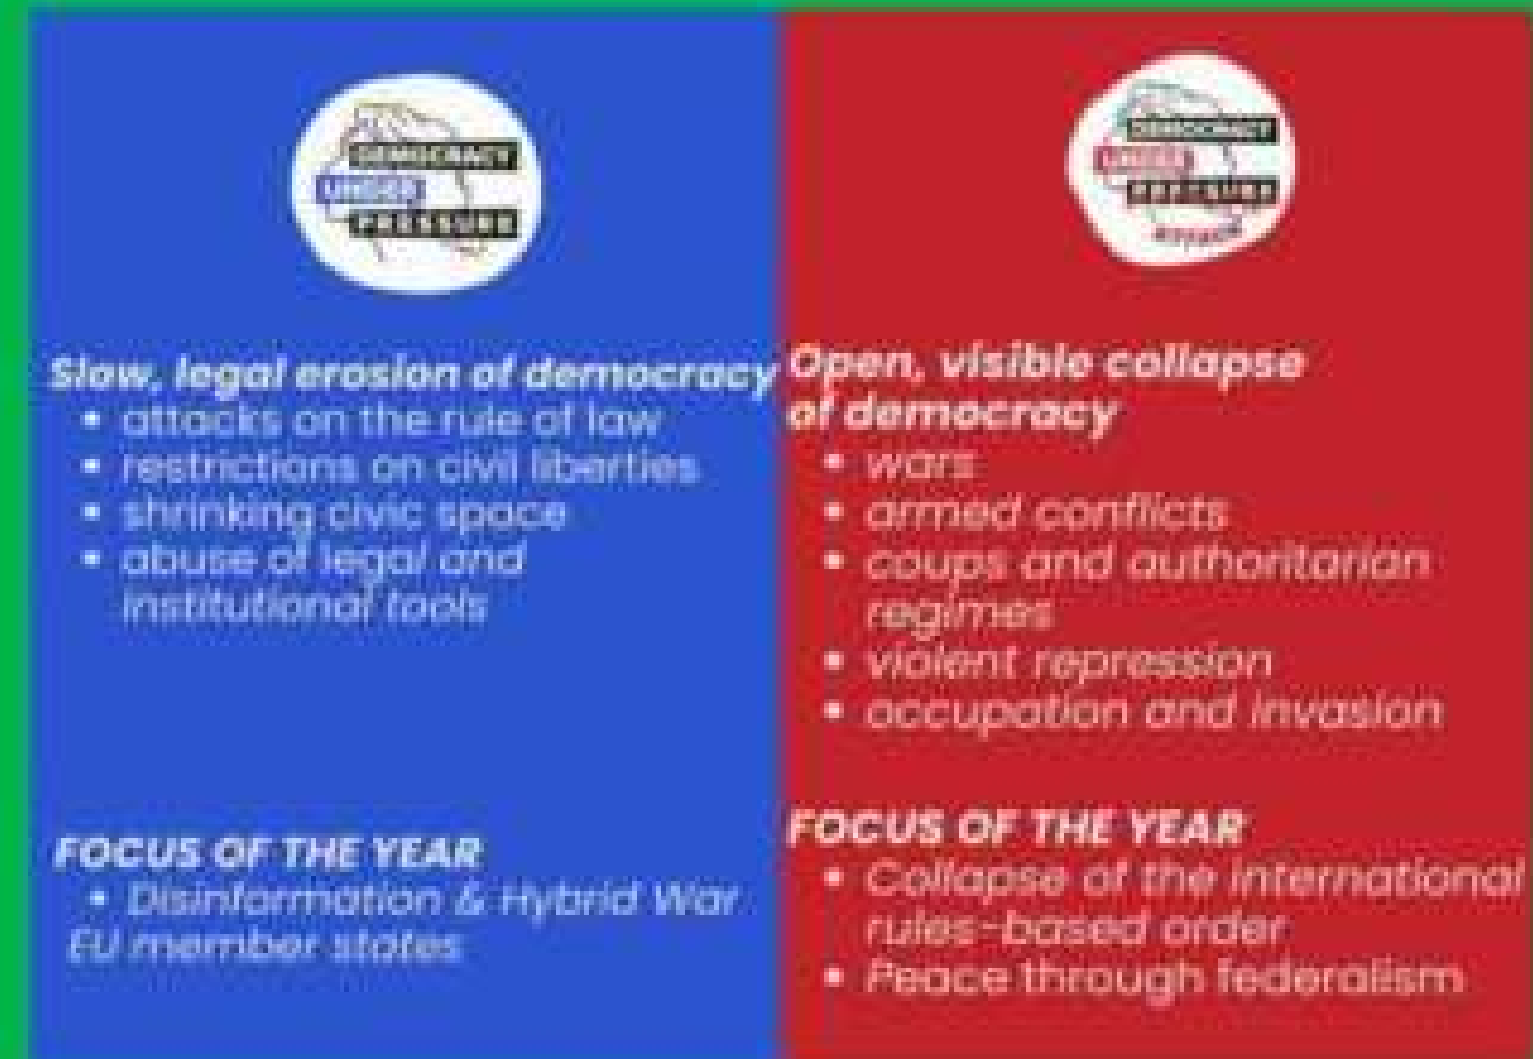 DEMOCRACY
UNDER
PRESSURE
Slow, legal erosion of democracy
• attacks on the rule of law
• restrictions on civil liberties
• shrinking civic space
• abuse of legal and
institutional tools
FOCUS OF THE YEAR
• Disinformation & Hybrid War
EU member states
DEMOCRACY
UNDER
PRESSURE
ATTACK
Open, visible collapse
of democracy
• wars
• armed conflicts
• coups and authoritarian
regimes
• violent repression
• occupation and invasion
FOCUS OF THE YEAR
• Collapse of the international
rules-based order
• Peace through federalism